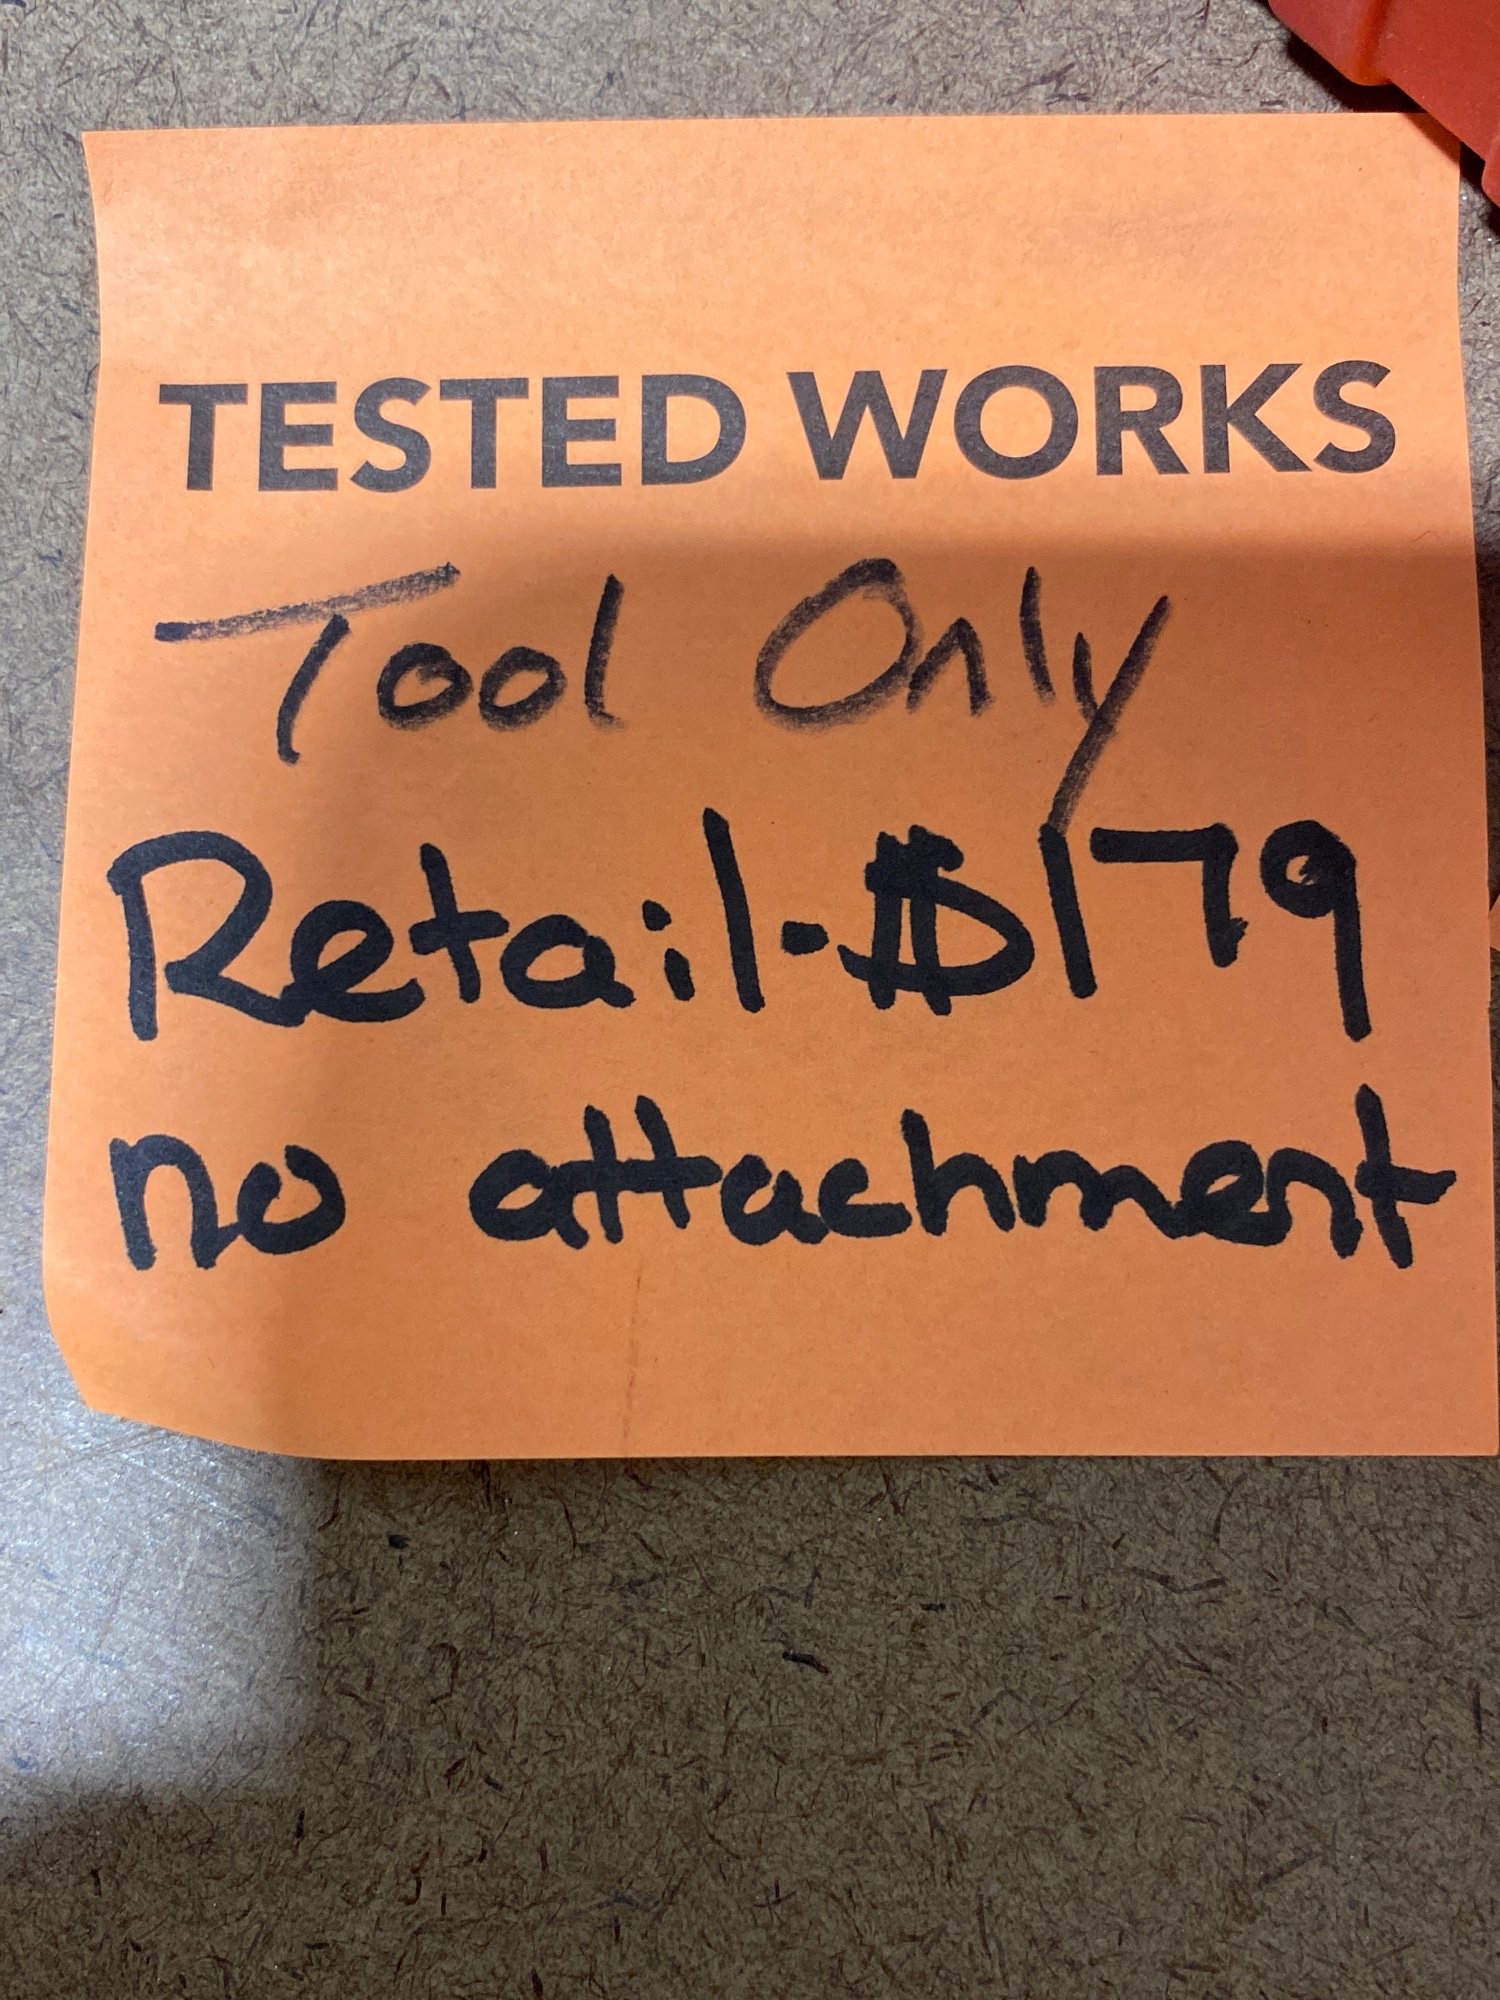 TESTED WORKS
Tool Only
Retail-$179
no attachment